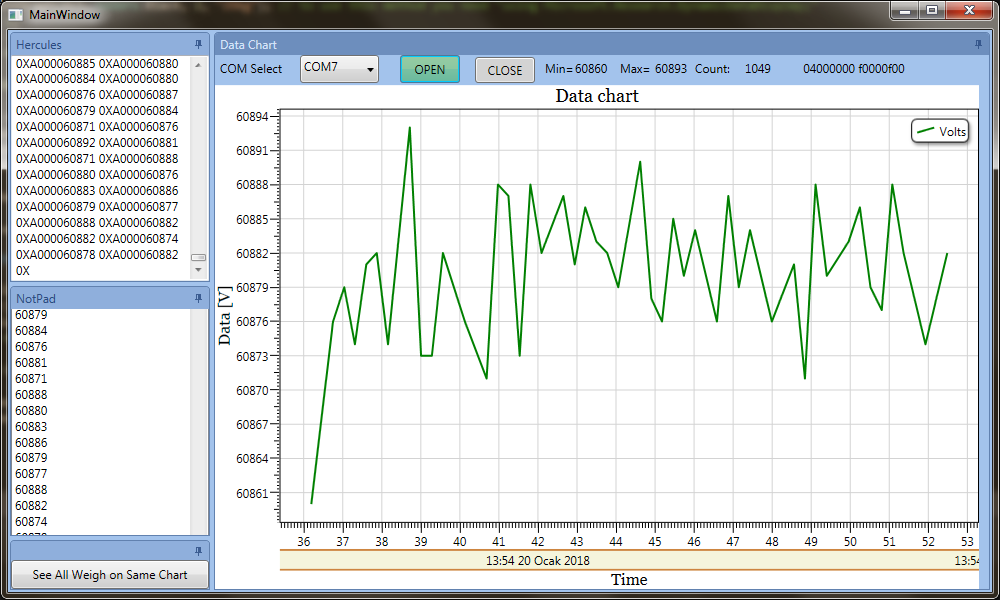 MainWindow
Hercules
0XA000060885 0XA000060880
0XA000060884 0XA000060880
0XA000060876 0XA000060887
0XA000060879 0XA000060884
0XA000060871 0XA000060876
0XA000060892 0XA000060881
0XA000060871 0XA000060888
0XA000060880 0XA000060876
0XA000060883 0XA000060886
0XA000060879 0XA000060877
0XA000060888 0XA000060882
0XA000060882 0XA000060874
0XA000060878 0XA000060882
0X
NotPad
60879
60884
60876
60881
60871
60888
60880
60883
60886
60879
60877
60888
60882
60874
See All Weigh on Same Chart
Data Chart
COM Select COM7 OPEN CLOSE Min= 60860 Max= 60893 Count: 1049 04000000 f0000f00
Data chart
Volts
60894
60891
60888
60885
60882
60879
60876
60873
60870
60867
60864
60861
Data [V]
36 37 38 39 40 41 42 43 44 45 46 47 48 49 50 51 52 53
13:54 20 Ocak 2018 13:54
Time